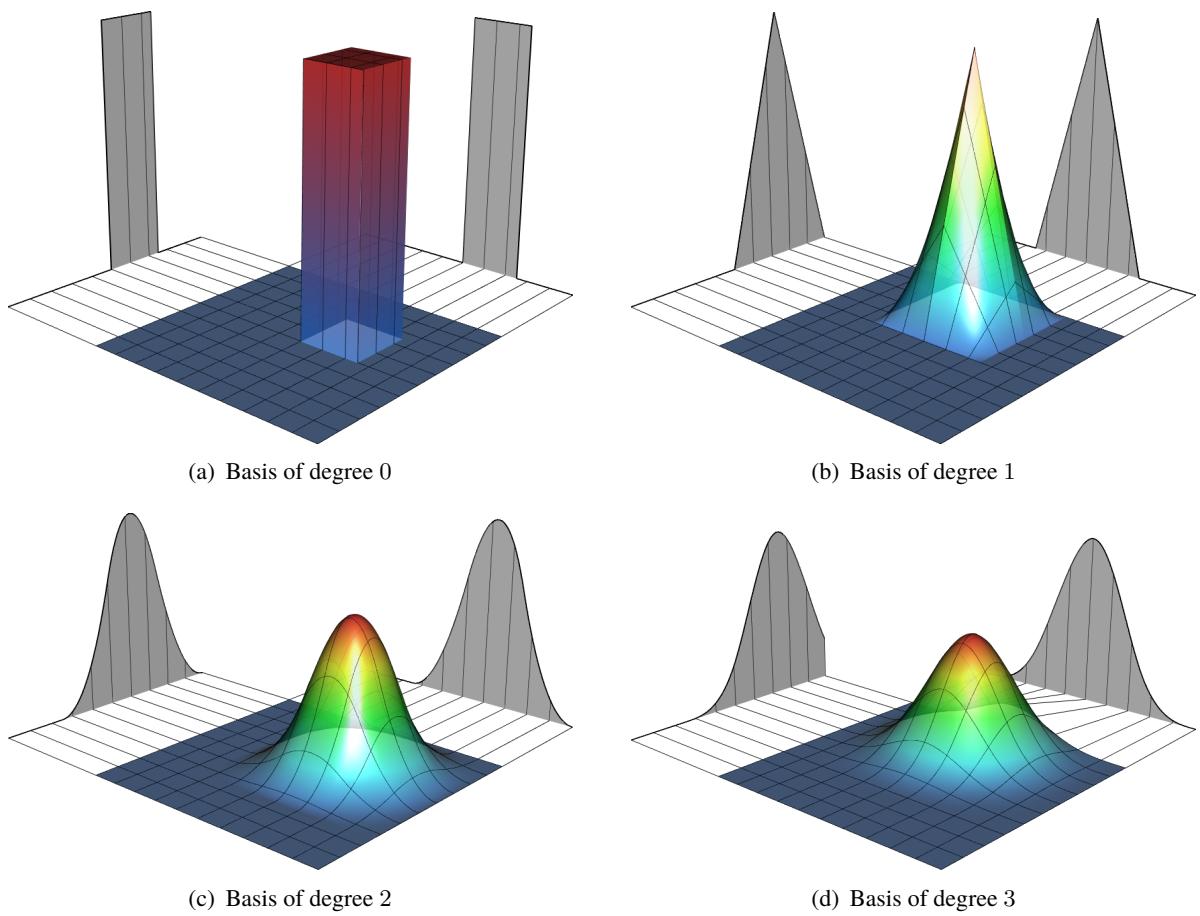 (a) Basis of degree 0
(b) Basis of degree 1
(c) Basis of degree 2
(d) Basis of degree 3